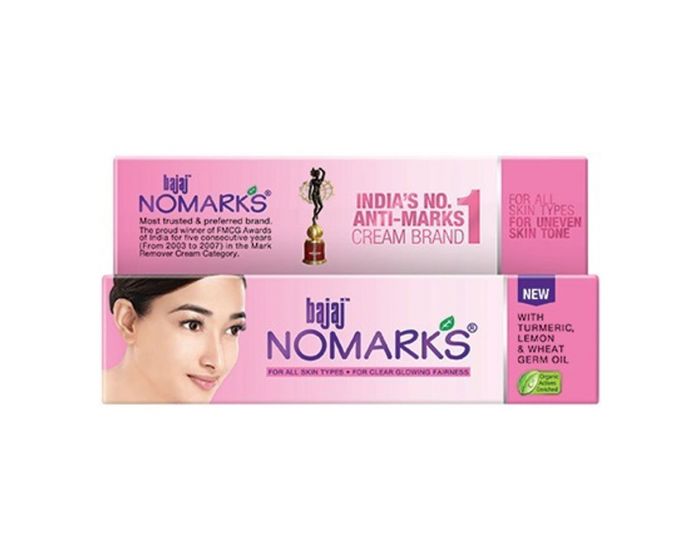 bajaj™
NOMARKS®
Most trusted & preferred brand.
The proud winner of FMCG Awards
of India for five consecutive years
(From 2003 to 2007) in the Mark
Remover Cream Category.
INDIA'S NO. 1
ANTI-MARKS
CREAM BRAND
FOR ALL
SKIN TYPES
FOR UNEVEN
SKIN TONE
bajaj™
NOMARKS®
FOR ALL SKIN TYPES • FOR CLEAR GLOWING FAIRNESS
NEW
WITH
TURMERIC,
LEMON
& WHEAT
GERM OIL
Organic
Actives
Enriched